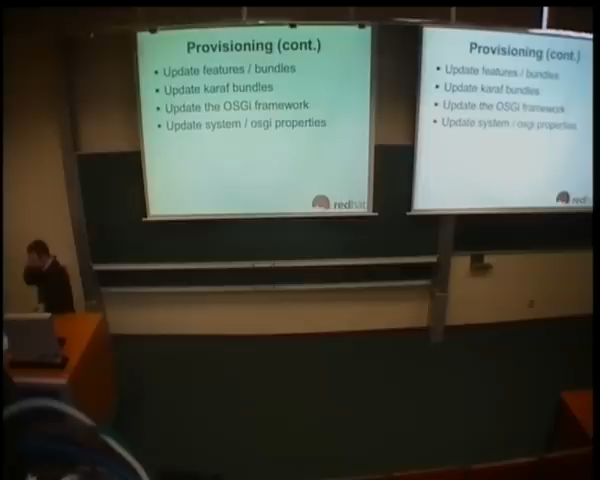 Provisioning (cont.)
• Update features / bundles
• Update karaf bundles
• Update the OSGi framework
• Update system / osgi properties
redhat
Provisioning (cont.)
• Update features / bundles
• Update karaf bundles
• Update the OSGi framework
• Update system / osgi properties
redhat